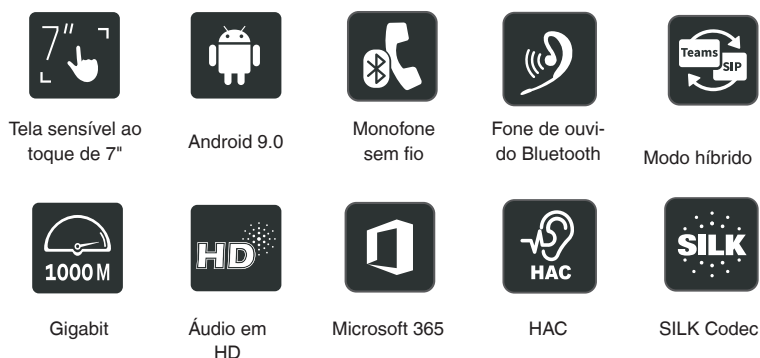 7"
Teams
SIP
Tela sensível ao
toque de 7"
Android 9.0
Monofone
sem fio
Fone de ouvi-
do Bluetooth
Modo híbrido
1000 M
HD
HAC
SILK
Gigabit
Áudio em
HD
Microsoft 365
HAC
SILK Codec